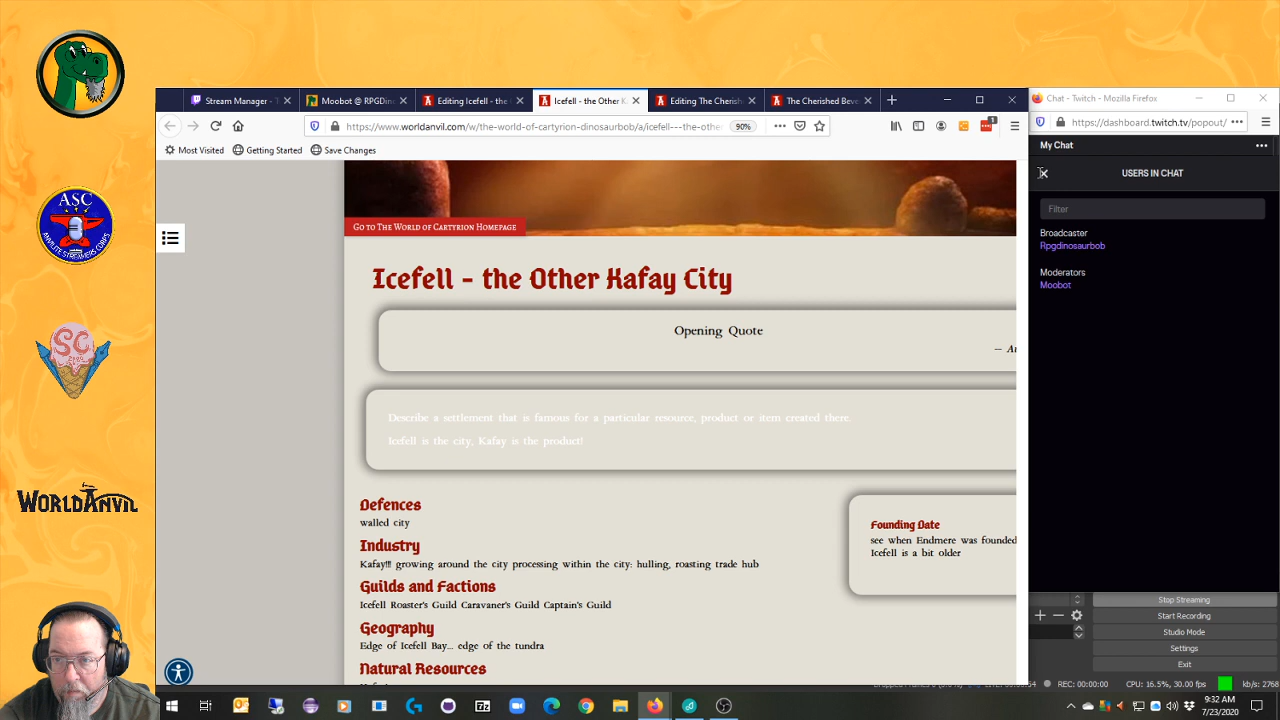 Stream Manager - T
Moobot @ RPGDin
Editing Icefell - the
Icefell - the Other K
Editing The Cherish
The Cherished Beve
https://www.worldanvil.com/w/the-world-of-cartyrion-dinosaurbob/a/icefell---the-othe
90%
Most Visited
Getting Started
Save Changes
Chat - Twitch - Mozilla Firefox
https://dashboard.twitch.tv/popout/
My Chat
USERS IN CHAT
Filter
Broadcaster
Rpgdinosaurbob
Moderators
Moobot
ASC
ANVILITE STREAMERS CORPS
SC
WORLDANVIL
Go to The World of Cartyrion Homepage
Icefell - the Other Kafay City
Opening Quote
Describe a settlement that is famous for a particular resource, product or item created there.
Icefell is the city, Kafay is the product!
Defences
walled city
Industry
Kafay!!! growing around the city processing within the city: hulling, roasting trade hub
Guilds and Factions
Icefell Roaster's Guild Caravaner's Guild Captain's Guild
Geography
Edge of Icefell Bay... edge of the tundra
Natural Resources
Founding Date
see when Endmere was founded
Icefell is a bit older
Stop Streaming
Start Recording
Studio Mode
Settings
Exit
REC: 00:00:00
CPU: 16.5%, 30.00 fps
kb/s: 2768
9:32 AM
7/23/2020